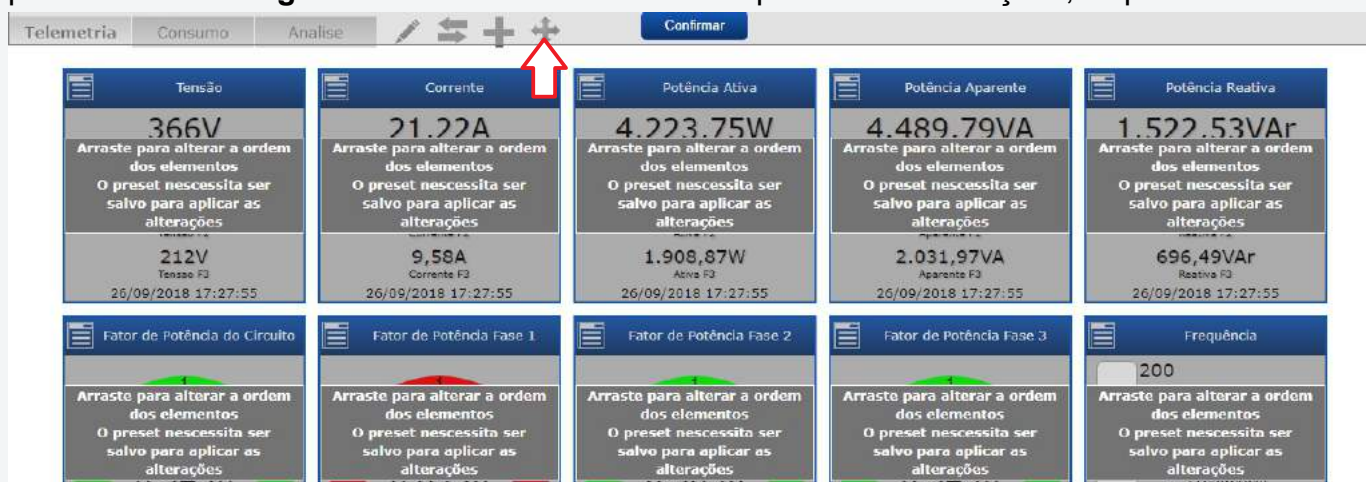 Telemetria Consumo Analise Confirmar
Tensão Corrente Potência Ativa Potência Aparente Potência Reativa
366V 21.22A 4.223.75W 4.489.79VA 1.522.53VAr
Arraste para alterar a ordem Arraste para alterar a ordem Arraste para alterar a ordem Arraste para alterar a ordem Arraste para alterar a ordem
dos elementos dos elementos dos elementos dos elementos dos elementos
O preset nescessita ser O preset nescessita ser O preset nescessita ser O preset nescessita ser O preset nescessita ser
salvo para aplicar as salvo para aplicar as salvo para aplicar as salvo para aplicar as salvo para aplicar as
alterações alterações alterações alterações alterações
212V 9,58A 1.908,87W 2.031,97VA 696,49VAr
Tensao F3 Corrente F3 Ativa F3 Aparente F3 Reativa F3
26/09/2018 17:27:55 26/09/2018 17:27:55 26/09/2018 17:27:55 26/09/2018 17:27:55 26/09/2018 17:27:55
Fator de Potência do Circuito Fator de Potência Fase 1 Fator de Potência Fase 2 Fator de Potência Fase 3 Frequência
1 1 1 1 200
Arraste para alterar a ordem Arraste para alterar a ordem Arraste para alterar a ordem Arraste para alterar a ordem Arraste para alterar a ordem
dos elementos dos elementos dos elementos dos elementos dos elementos
O preset nescessita ser O preset nescessita ser O preset nescessita ser O preset nescessita ser O preset nescessita ser
salvo para aplicar as salvo para aplicar as salvo para aplicar as salvo para aplicar as salvo para aplicar as
alterações alterações alterações alterações alterações